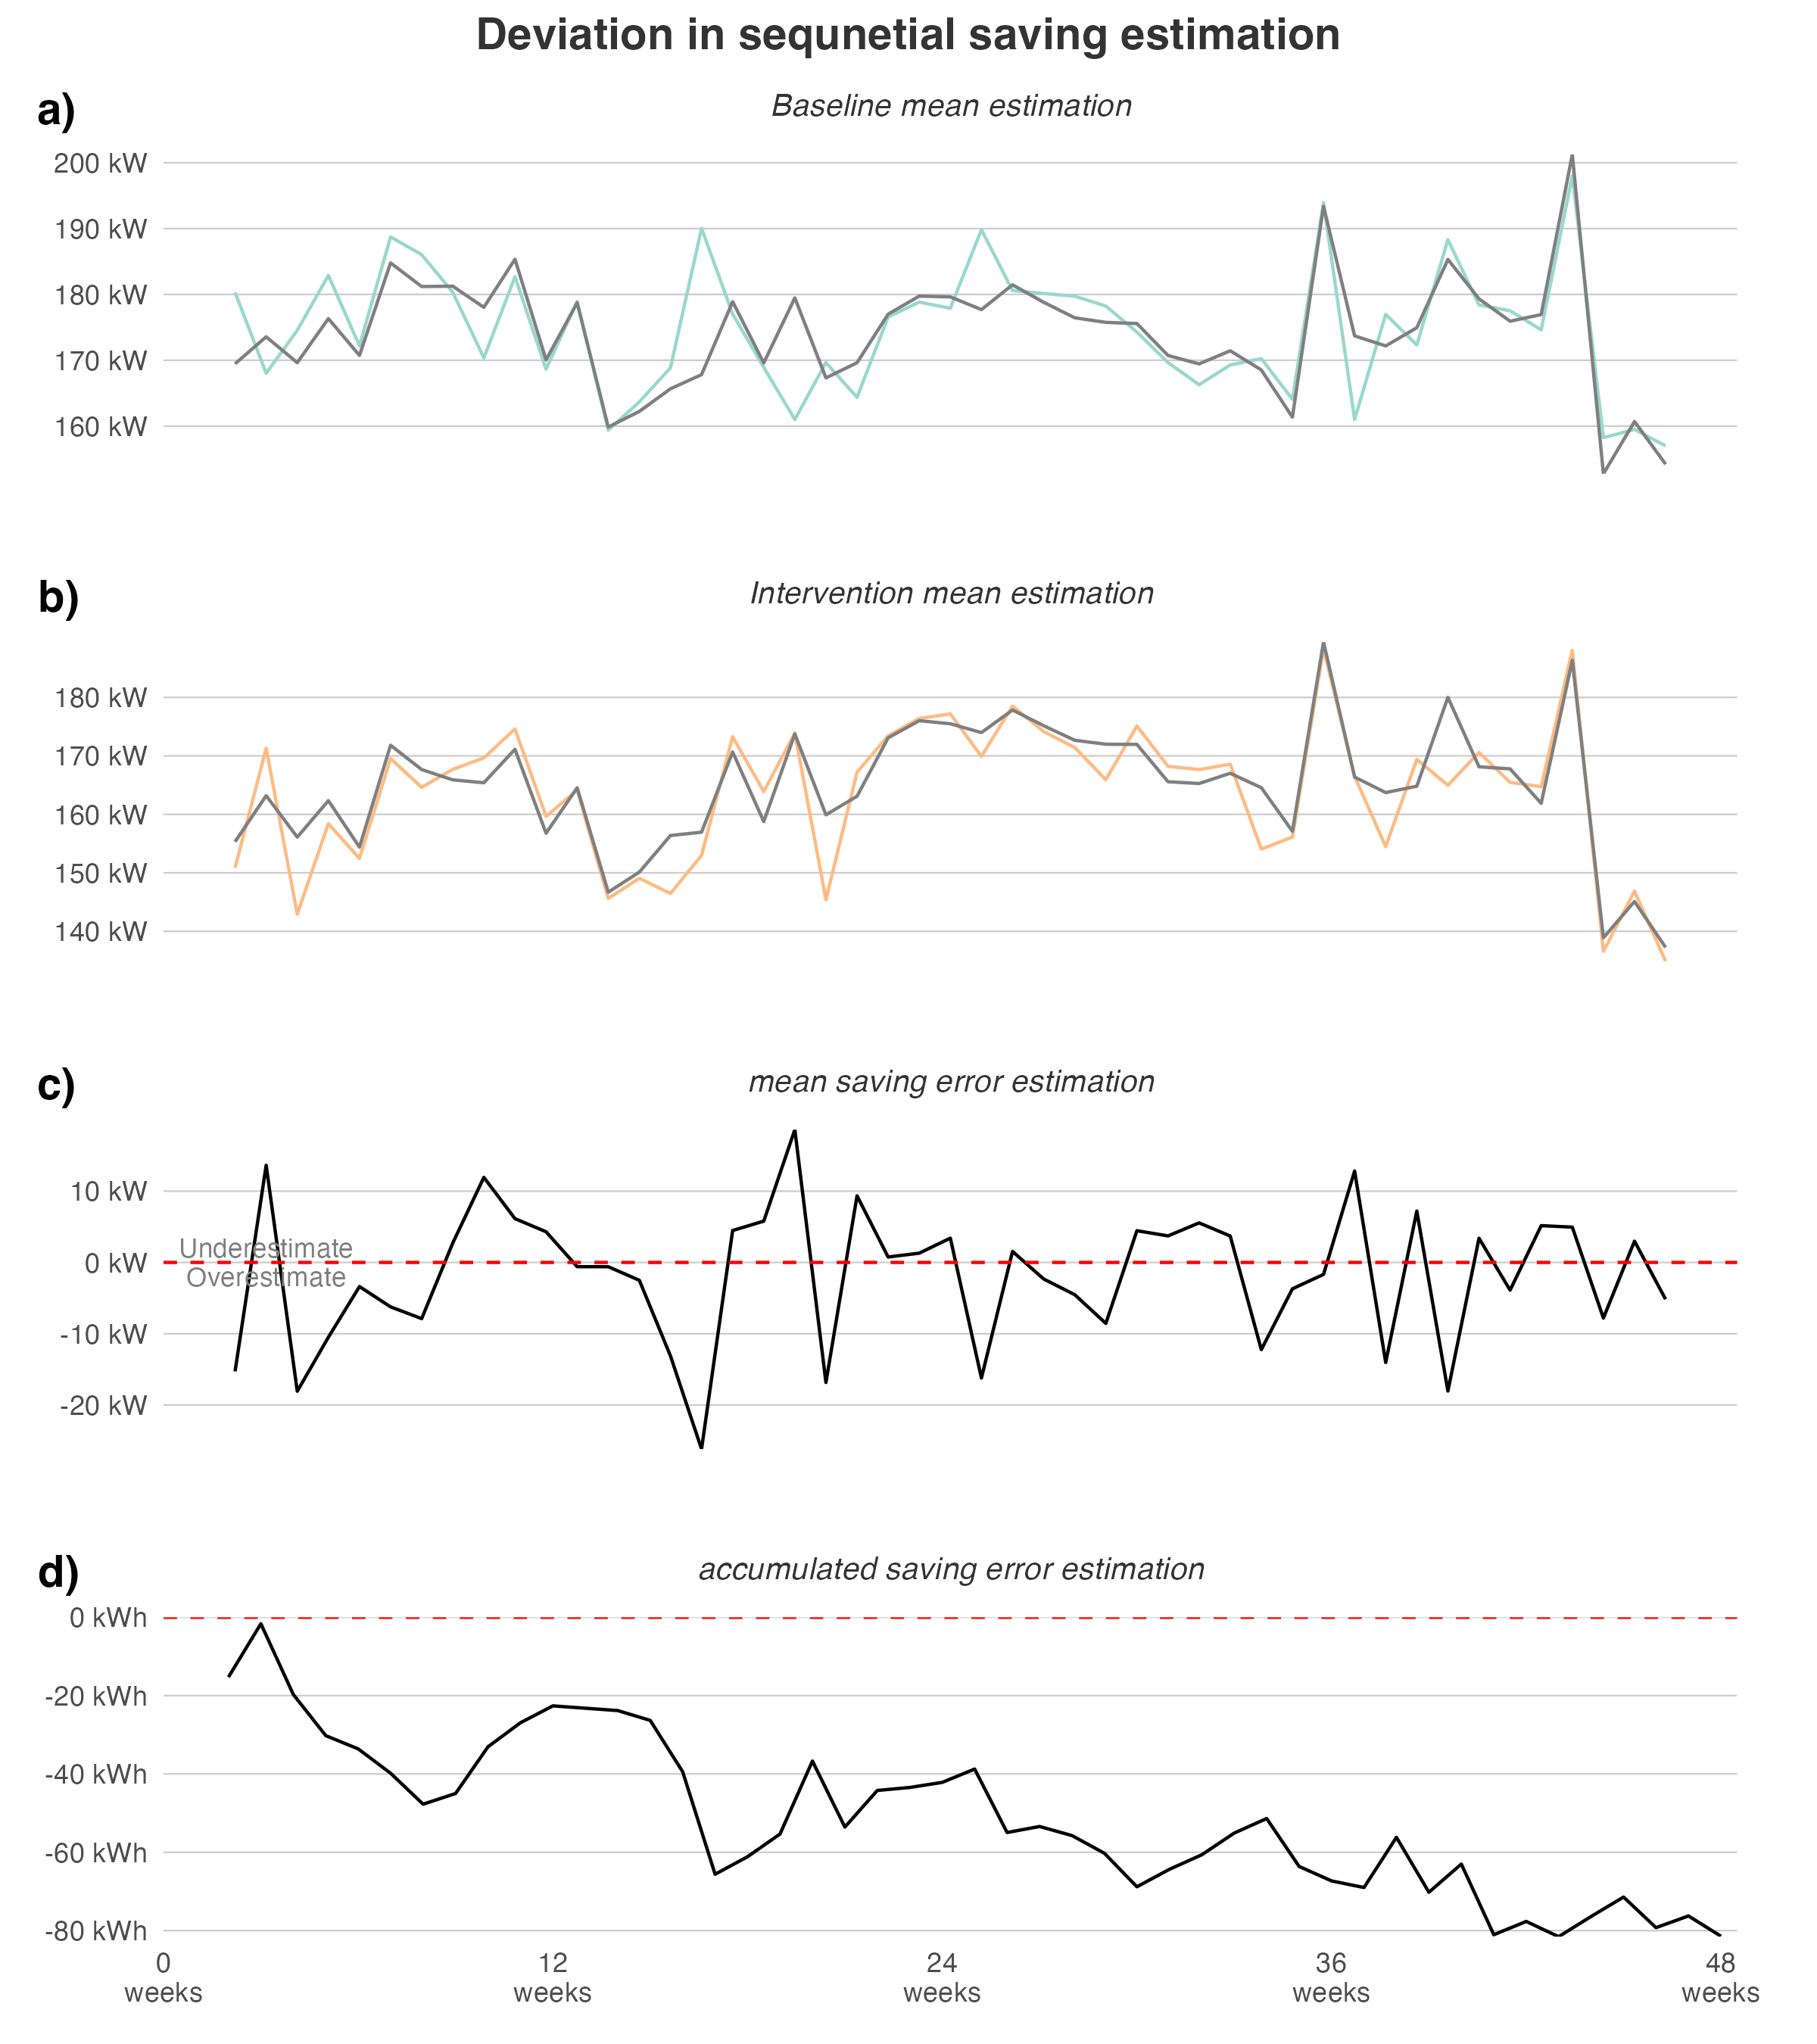 Deviation in sequnetial saving estimation
a)
Baseline mean estimation
200 kW
190 kW
180 kW
170 kW
160 kW
b)
Intervention mean estimation
180 kW
170 kW
160 kW
150 kW
140 kW
c)
mean saving error estimation
10 kW
Underestimate
0 kW
Overestimate
-10 kW
-20 kW
d)
accumulated saving error estimation
0 kWh
-20 kWh
-40 kWh
-60 kWh
-80 kWh
0 12 24 36 48
weeks weeks weeks weeks weeks